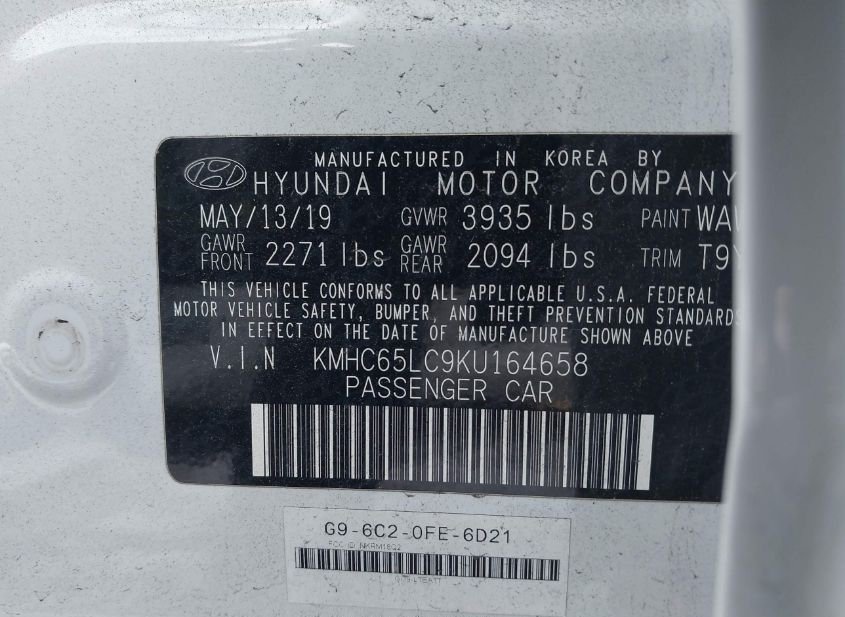 MANUFACTURED IN KOREA BY
HYUNDAI MOTOR COMPANY
MAY/13/19 GVWR 3935 lbs PAINT
GAWR FRONT 2271 lbs GAWR REAR 2094 lbs TRIM
THIS VEHICLE CONFORMS TO ALL APPLICABLE U.S.A. FEDERAL
MOTOR VEHICLE SAFETY, BUMPER, AND THEFT PREVENTION STANDARDS
IN EFFECT ON THE DATE OF MANUFACTURE SHOWN ABOVE
V.I.N KMHC65LC9KU164658
PASSENGER CAR
G9-6C2-0FE-6D21
FCC ID